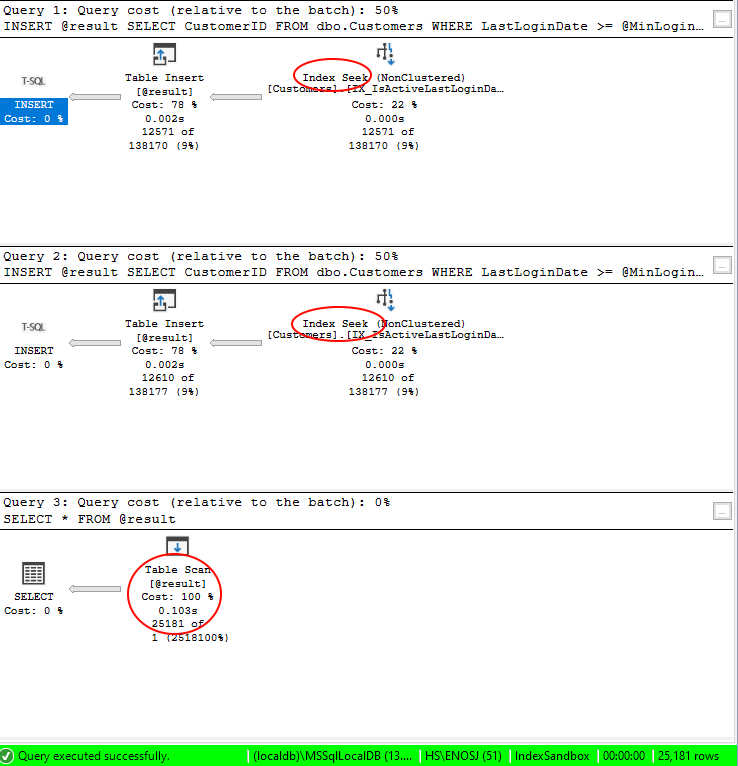 Query 1: Query cost (relative to the batch): 50%
INSERT @result SELECT CustomerID FROM dbo.Customers WHERE LastLoginDate >= @MinLogin…
...
T-SQL
INSERT
Cost: 0 %
Table Insert
[@result]
Cost: 78 %
0.002s
12571 of
138170 (9%)
Index Seek (NonClustered)
[Customers].[IX_IsActiveLastLoginDa…
Cost: 22 %
0.000s
12571 of
138170 (9%)
Query 2: Query cost (relative to the batch): 50%
INSERT @result SELECT CustomerID FROM dbo.Customers WHERE LastLoginDate >= @MinLogin…
...
T-SQL
INSERT
Cost: 0 %
Table Insert
[@result]
Cost: 78 %
0.002s
12610 of
138177 (9%)
Index Seek (NonClustered)
[Customers].[IX_IsActiveLastLoginDa…
Cost: 22 %
0.000s
12610 of
138177 (9%)
Query 3: Query cost (relative to the batch): 0%
SELECT * FROM @result
...
SELECT
Cost: 0 %
Table Scan
[@result]
Cost: 100 %
0.103s
25181 of
1 (2518100%)
Query executed successfully.
(localdb)\MSSqlLocalDB (13....
HS\ENOSJ (51)
IndexSandbox
00:00:00
25,181 rows